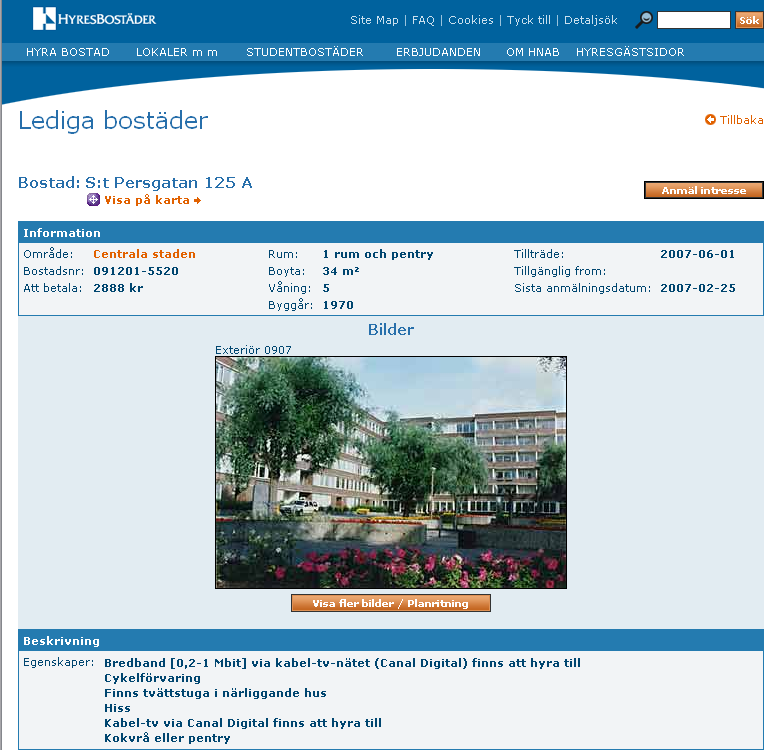 HYRESBOSTÄDER
Site Map | FAQ | Cookies | Tyck till | Detaljsök
Sök
HYRA BOSTAD LOKALER m m STUDENTBOSTÄDER ERBJUDANDEN OM HNAB HYRESGÄSTSIDOR
Lediga bostäder
Tillbaka
Bostad: S:t Persgatan 125 A
Visa på karta
Anmäl intresse
Information
Område: Centrala staden Rum: 1 rum och pentry Tillträde: 2007-06-01
Bostadsnr: 091201-5520 Boyta: 34 m² Tillgänglig from:
Att betala: 2888 kr Våning: 5 Sista anmälningsdatum: 2007-02-25
Byggår: 1970
Bilder
Exteriör 0907
Visa fler bilder / Planritning
Beskrivning
Egenskaper: Bredband [0,2-1 Mbit] via kabel-tv-nätet (Canal Digital) finns att hyra till
Cykelförvaring
Finns tvättstuga i närliggande hus
Hiss
Kabel-tv via Canal Digital finns att hyra till
Kokvrå eller pentry